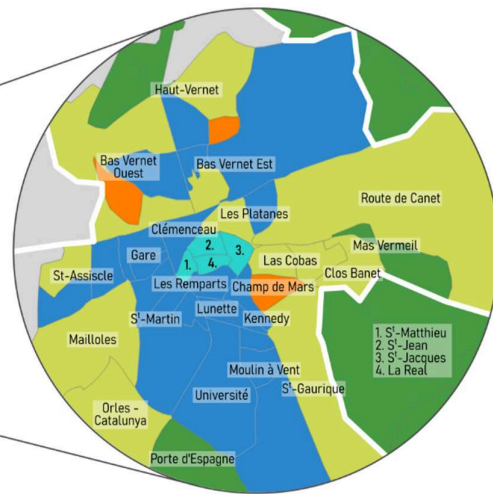 Haut-Vernet
Bas Vernet
Ouest
Bas Vernet Est
Route de Canet
Les Platanes
Clémenceau
2.
3.
Mas Vermeil
Gare
1.
4.
Las Cobas
St-Assiscle
Clos Banet
Les Remparts
Champ de Mars
Lunette
Kennedy
St-Martin
Mailloles
1. St-Matthieu
2. St-Jean
3. St-Jacques
4. La Real
Moulin à Vent
Université
St-Gaurique
Orles -
Catalunya
Porte d'Espagne